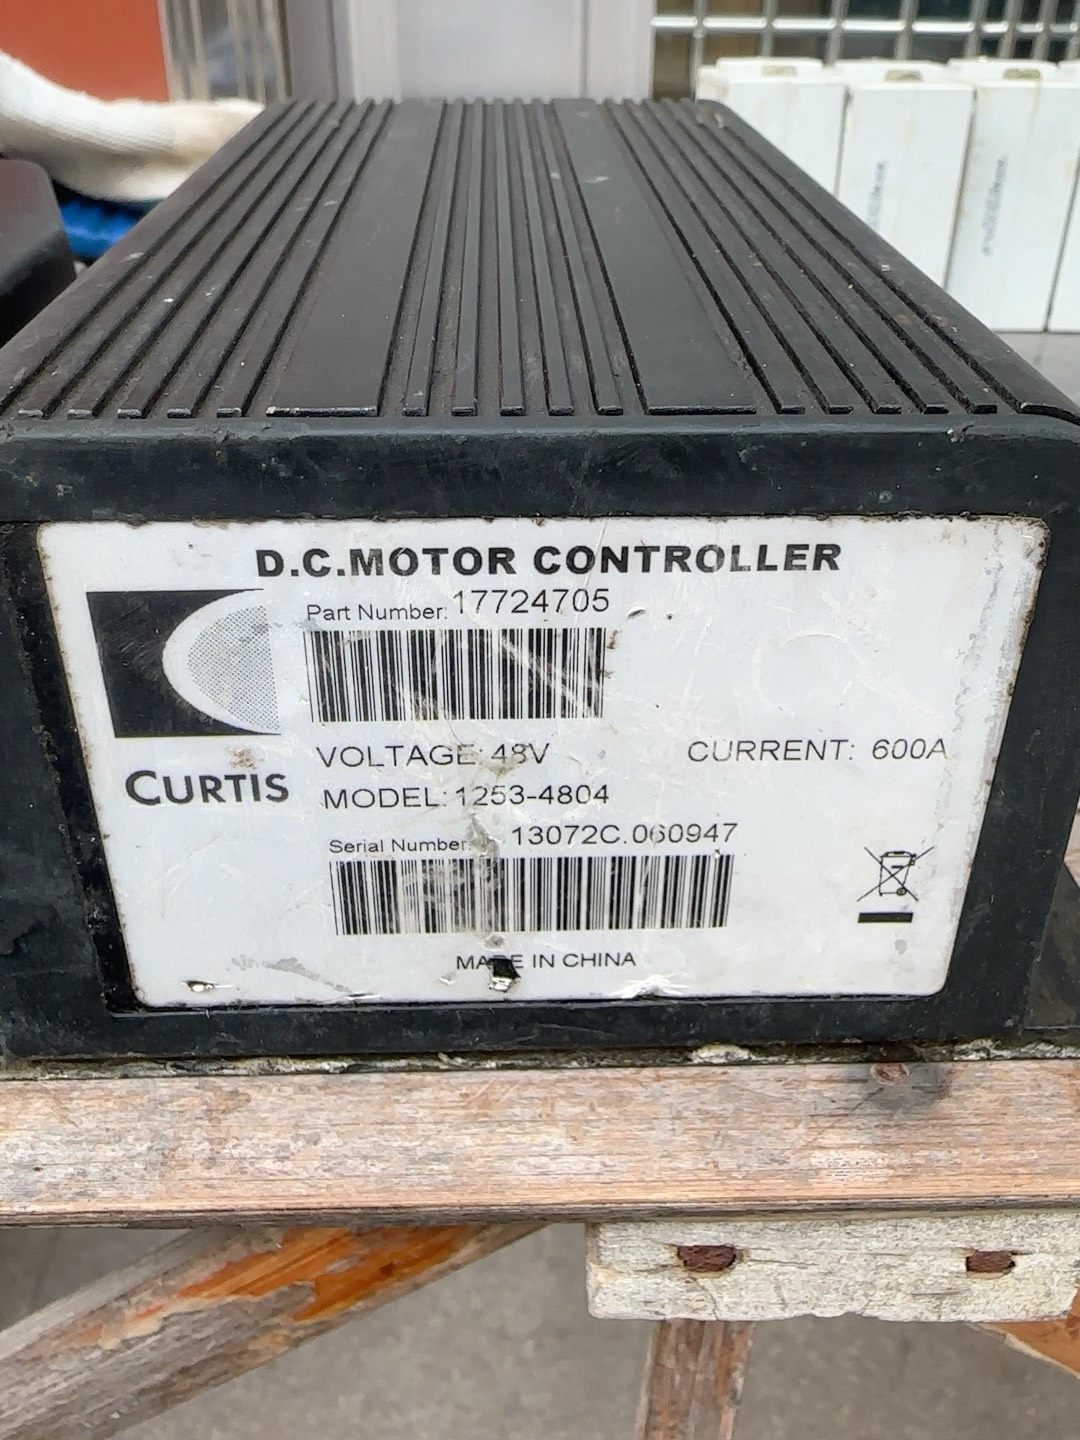 D.C.MOTOR CONTROLLER
Part Number: 17724705
VOLTAGE: 48V CURRENT: 600A
CURTIS
MODEL: 1253-4804
Serial Number: 13072C.060947
MADE IN CHINA